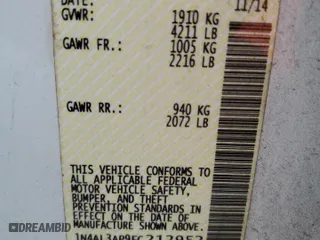 DATE: 11/14
GVWR: 1910 KG
4211 LB
GAWR FR.: 1005 KG
2216 LB
GAWR RR.: 940 KG
2072 LB
THIS VEHICLE CONFORMS TO
ALL APPLICABLE FEDERAL
MOTOR VEHICLE SAFETY,
BUMPER, AND THEFT
PREVENTION STANDARDS IN
EFFECT ON THE DATE OF
MANUFACTURE SHOWN ABOVE.
DREAMBID